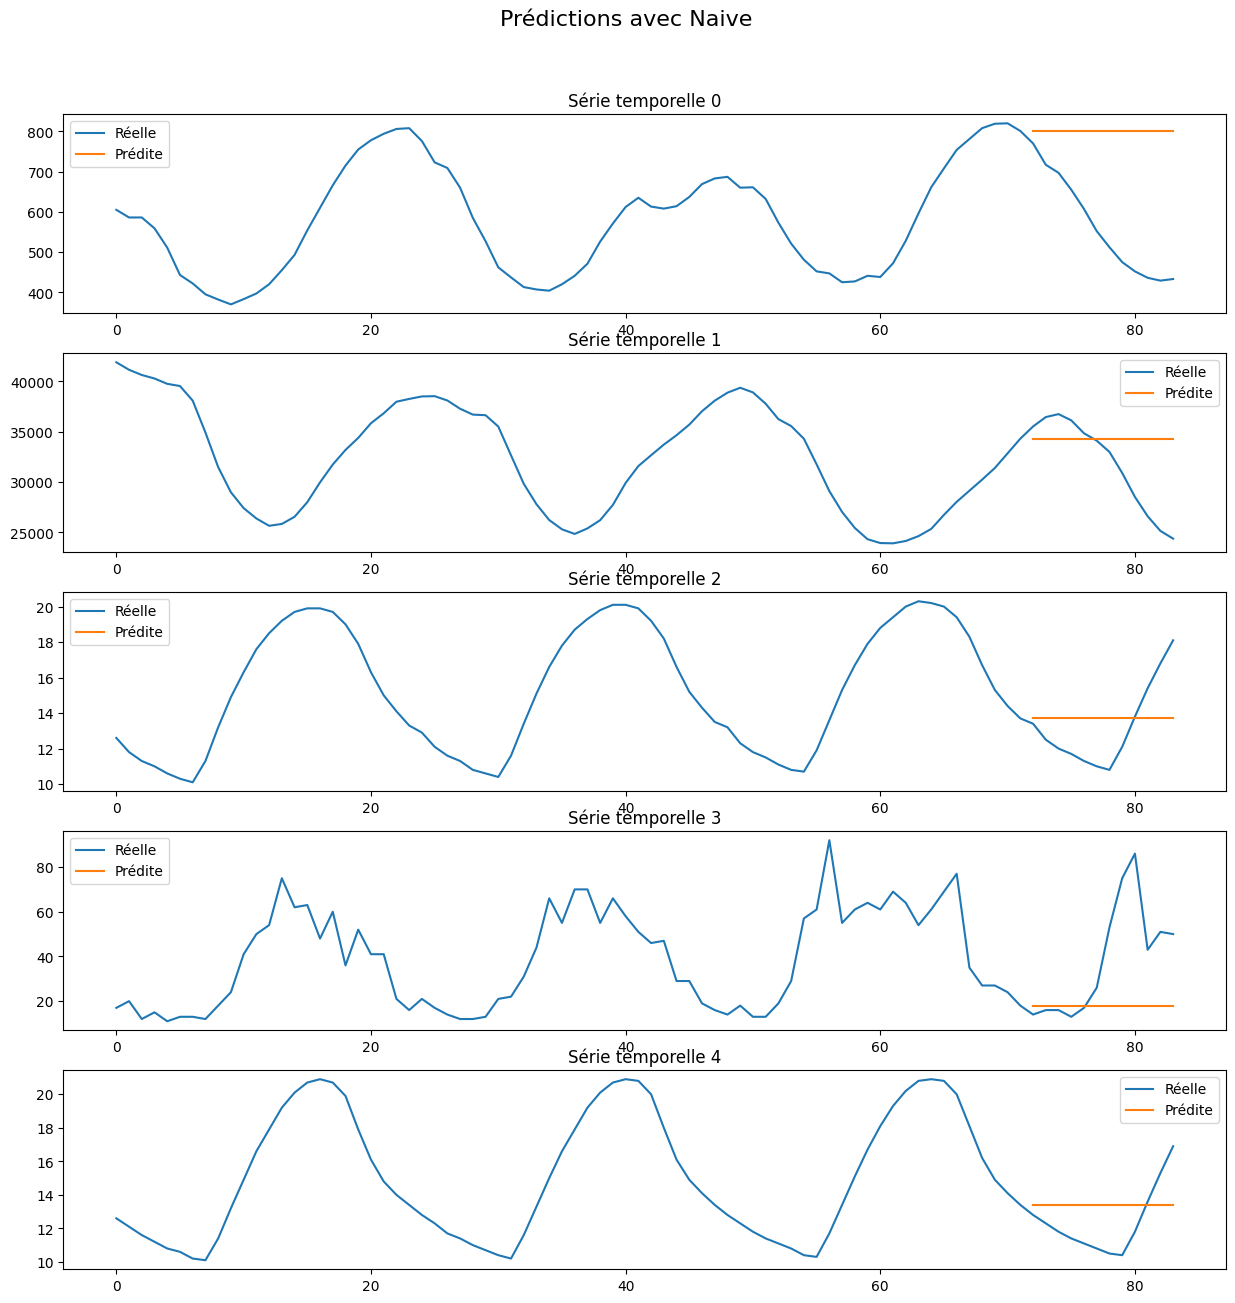 Prédictions avec Naive
Série temporelle 0
Réelle
Prédite
800
700
600
500
400
0 20 40 60 80
Série temporelle 1
Réelle
Prédite
40000
35000
30000
25000
0 20 40 60 80
Série temporelle 2
Réelle
Prédite
20
18
16
14
12
10
0 20 40 60 80
Série temporelle 3
Réelle
Prédite
80
60
40
20
0 20 40 60 80
Série temporelle 4
Réelle
Prédite
20
18
16
14
12
10
0 20 40 60 80